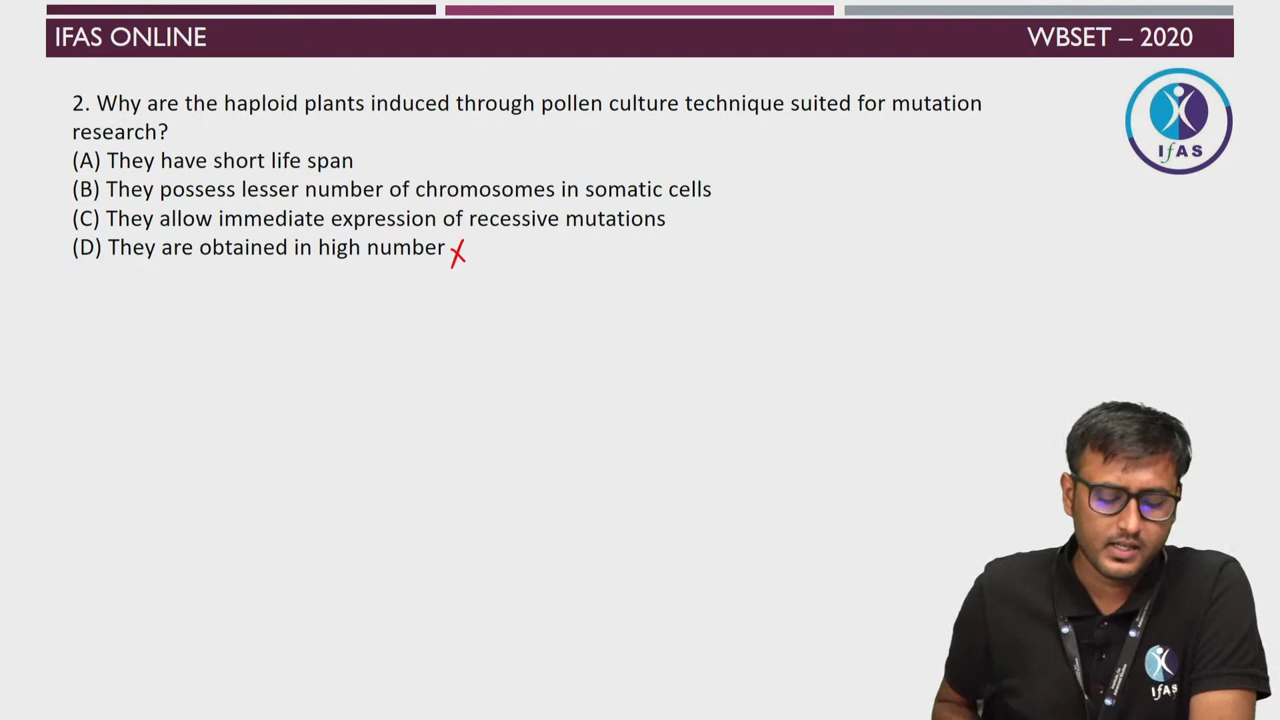 IFAS ONLINE
WBSET – 2020
2. Why are the haploid plants induced through pollen culture technique suited for mutation
research?
(A) They have short life span
(B) They possess lesser number of chromosomes in somatic cells
(C) They allow immediate expression of recessive mutations
(D) They are obtained in high number
IfAS
IfAS